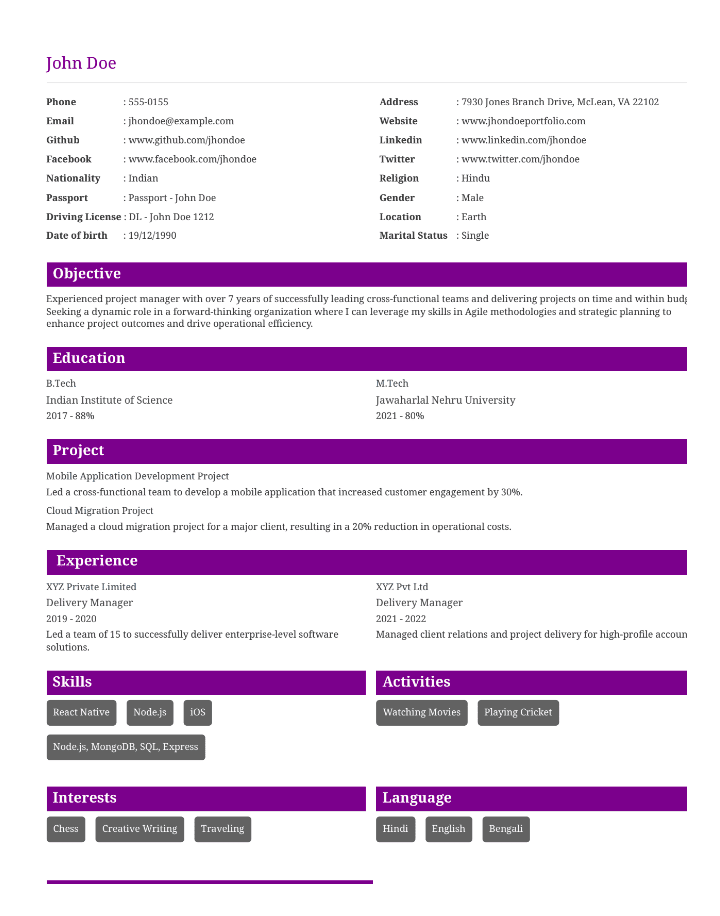 John Doe
Phone : 555-0155 Address : 7930 Jones Branch Drive, McLean, VA 22102
Email : jhondoe@example.com Website : www.jhondoeportfolio.com
Github : www.github.com/jhondoe Linkedin : www.linkedin.com/jhondoe
Facebook : www.facebook.com/jhondoe Twitter : www.twitter.com/jhondoe
Nationality : Indian Religion : Hindu
Passport : Passport - John Doe Gender : Male
Driving License : DL - John Doe 1212 Location : Earth
Date of birth : 19/12/1990 Marital Status : Single
Objective
Experienced project manager with over 7 years of successfully leading cross-functional teams and delivering projects on time and within
Seeking a dynamic role in a forward-thinking organization where I can leverage my skills in Agile methodologies and strategic planning to
enhance project outcomes and drive operational efficiency.
Education
B.Tech M.Tech
Indian Institute of Science Jawaharlal Nehru University
2017 - 88% 2021 - 80%
Project
Mobile Application Development Project
Led a cross-functional team to develop a mobile application that increased customer engagement by 30%.
Cloud Migration Project
Managed a cloud migration project for a major client, resulting in a 20% reduction in operational costs.
Experience
XYZ Private Limited XYZ Pvt Ltd
Delivery Manager Delivery Manager
2019 - 2020 2021 - 2022
Led a team of 15 to successfully deliver enterprise-level software Managed client relations and project delivery for high-profile
solutions.
Skills Activities
React Native Node.js iOS Watching Movies Playing Cricket
Node.js, MongoDB, SQL, Express
Interests Language
Chess Creative Writing Traveling Hindi English Bengali